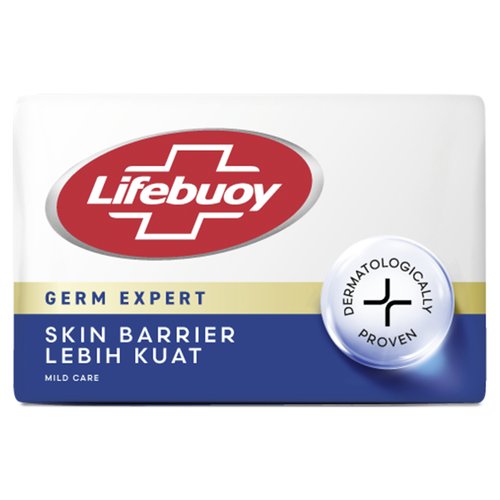 Lifebuoy
GERM EXPERT
SKIN BARRIER
LEBIH KUAT
MILD CARE
DERMATOLOGICALLY
PROVEN